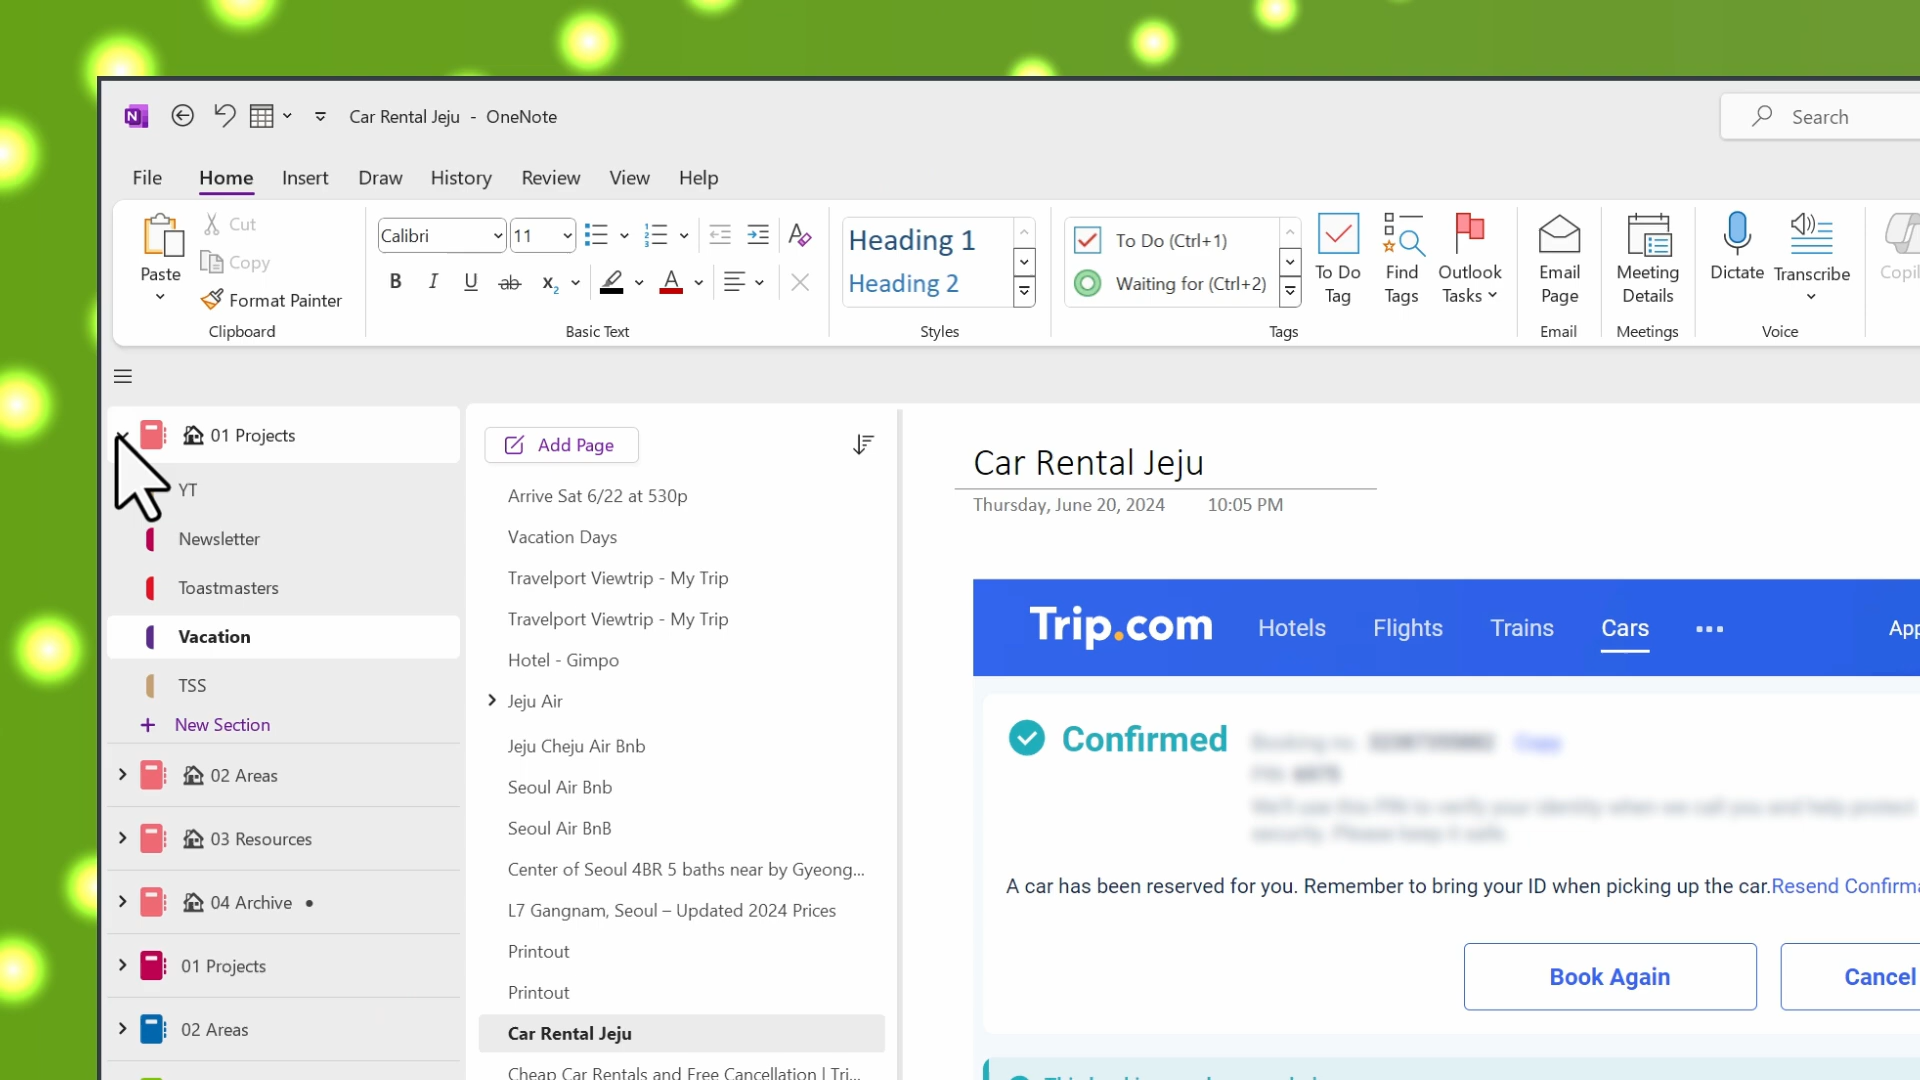 Car Rental Jeju - OneNote
Search
File Home Insert Draw History Review View Help
Paste
Cut
Copy
Format Painter
Clipboard
Calibri 11
B I U ab x2 A
Basic Text
Heading 1
Heading 2
Styles
To Do (Ctrl+1)
Waiting for (Ctrl+2)
To Do Tag
Find Tags
Outlook Tasks
Tags
Email Page
Email
Meeting Details
Meetings
Dictate
Transcribe
Voice
Copil
01 Projects
YT
Newsletter
Toastmasters
Vacation
TSS
+ New Section
02 Areas
03 Resources
04 Archive •
01 Projects
02 Areas
Add Page
Arrive Sat 6/22 at 530p
Vacation Days
Travelport Viewtrip - My Trip
Travelport Viewtrip - My Trip
Hotel - Gimpo
Jeju Air
Jeju Cheju Air Bnb
Seoul Air Bnb
Seoul Air BnB
Center of Seoul 4BR 5 baths near by Gyeong...
L7 Gangnam, Seoul – Updated 2024 Prices
Printout
Printout
Car Rental Jeju
Cheap Car Rentals and Free Cancellation | Tri...
Car Rental Jeju
Thursday, June 20, 2024 10:05 PM
Trip.com Hotels Flights Trains Cars ••• App
Confirmed
A car has been reserved for you. Remember to bring your ID when picking up the car.Resend Confirma
Book Again
Cancel